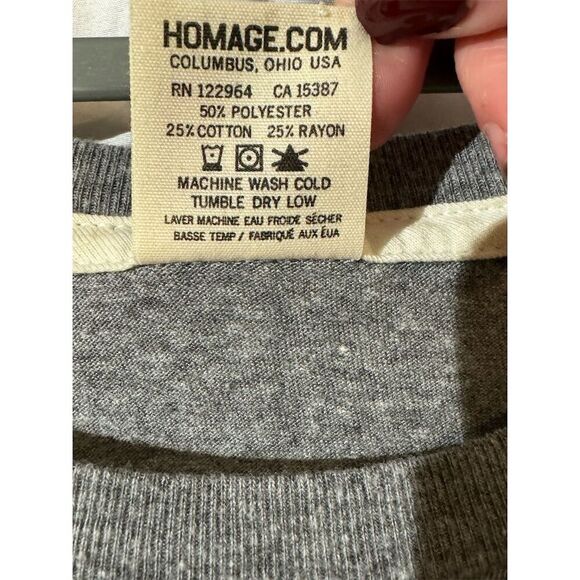 HOMAGE.COM
COLUMBUS, OHIO USA
RN 122964 CA 15387
50% POLYESTER
25% COTTON 25% RAYON
MACHINE WASH COLD
TUMBLE DRY LOW
LAVER MACHINE EAU FROIDE SÉCHER
BASSE TEMP / FABRIQUÉ AUX ÉUA